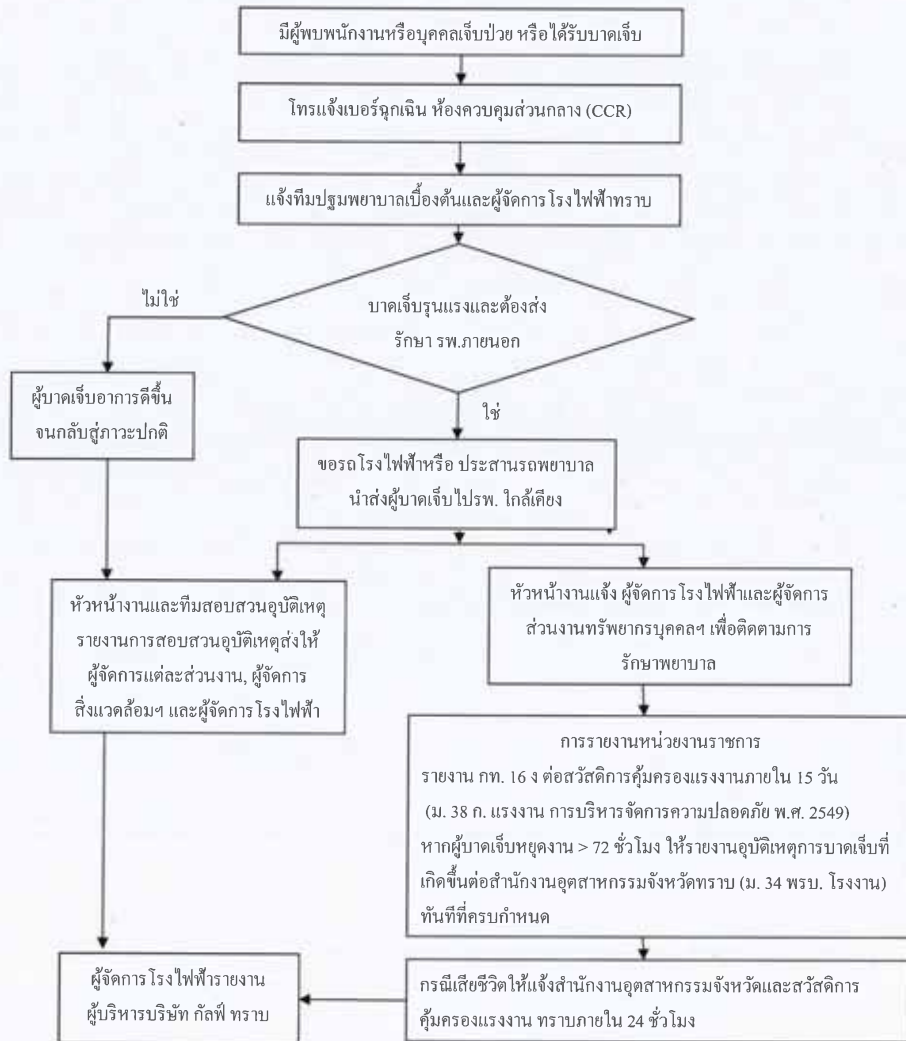 มีผู้พบพนักงานหรือบุคคลเจ็บป่วย หรือได้รับบาดเจ็บ
โทรแจ้งเบอร์ฉุกเฉิน ห้องควบคุมส่วนกลาง (CCR)
แจ้งทีมปฐมพยาบาลเบื้องต้นและผู้จัดการโรงไฟฟ้าทราบ
บาดเจ็บรุนแรงและต้องส่ง
รักษา รพ.ภายนอก
ไม่ใช่
ผู้บาดเจ็บอาการดีขึ้น
จนกลับสู่ภาวะปกติ
ใช่
ขอรถโรงไฟฟ้าหรือ ประสานรถพยาบาล
นำส่งผู้บาดเจ็บไปรพ. ใกล้เคียง
หัวหน้างานและทีมสอบสวนอุบัติเหตุ
รายงานการสอบสวนอุบัติเหตุส่งให้
ผู้จัดการแต่ละส่วนงาน, ผู้จัดการ
สิ่งแวดล้อมฯ และผู้จัดการโรงไฟฟ้า
หัวหน้างานแจ้ง ผู้จัดการโรงไฟฟ้าและผู้จัดการ
ส่วนงานทรัพยากรบุคคลฯ เพื่อติดตามการ
รักษาพยาบาล
การรายงานหน่วยงานราชการ
รายงาน กท. 16 ง ต่อสวัสดิการคุ้มครองแรงงานภายใน 15 วัน
(ม. 38 ก. แรงงาน การบริหารจัดการความปลอดภัย พ.ศ. 2549)
หากผู้บาดเจ็บหยุดงาน > 72 ชั่วโมง ให้รายงานอุบัติเหตุการบาดเจ็บที่
เกิดขึ้นต่อสำนักงานอุตสาหกรรมจังหวัดทราบ (ม. 34 พรบ. โรงงาน)
ทันทีที่ครบกำหนด
ผู้จัดการโรงไฟฟ้ารายงาน
ผู้บริหารบริษัท กัลฟ์ ทราบ
กรณีเสียชีวิตให้แจ้งสำนักงานอุตสาหกรรมจังหวัดและสวัสดิการ
คุ้มครองแรงงาน ทราบภายใน 24 ชั่วโมง